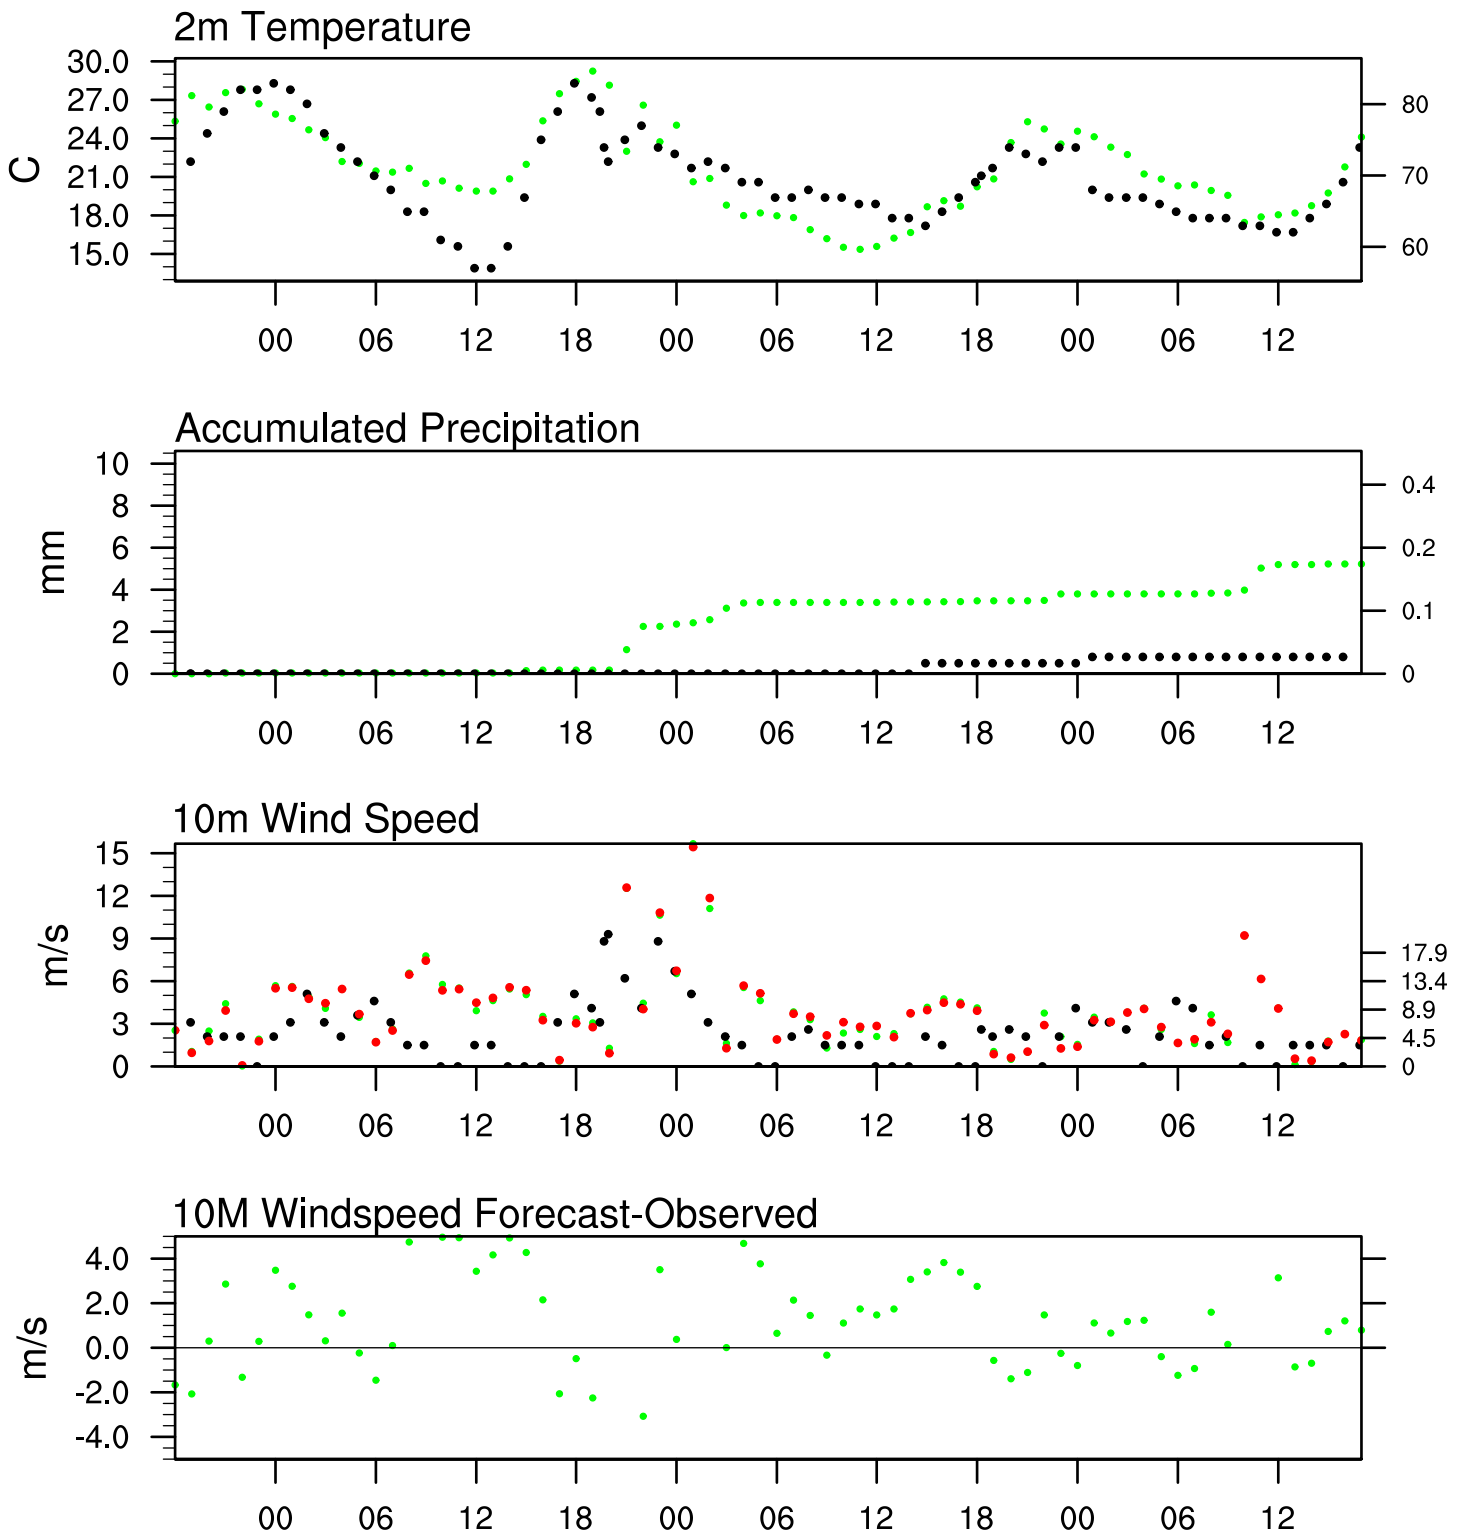 2m Temperature
30.0
27.0
24.0
21.0
18.0
15.0
C
80
70
60
00 06 12 18 00 06 12 18 00 06 12
Accumulated Precipitation
10
8
6
4
2
0
mm
0.4
0.2
0.1
0
00 06 12 18 00 06 12 18 00 06 12
10m Wind Speed
15
12
9
6
3
0
m/s
17.9
13.4
8.9
4.5
0
00 06 12 18 00 06 12 18 00 06 12
10M Windspeed Forecast-Observed
4.0
2.0
0.0
-2.0
-4.0
m/s
00 06 12 18 00 06 12 18 00 06 12